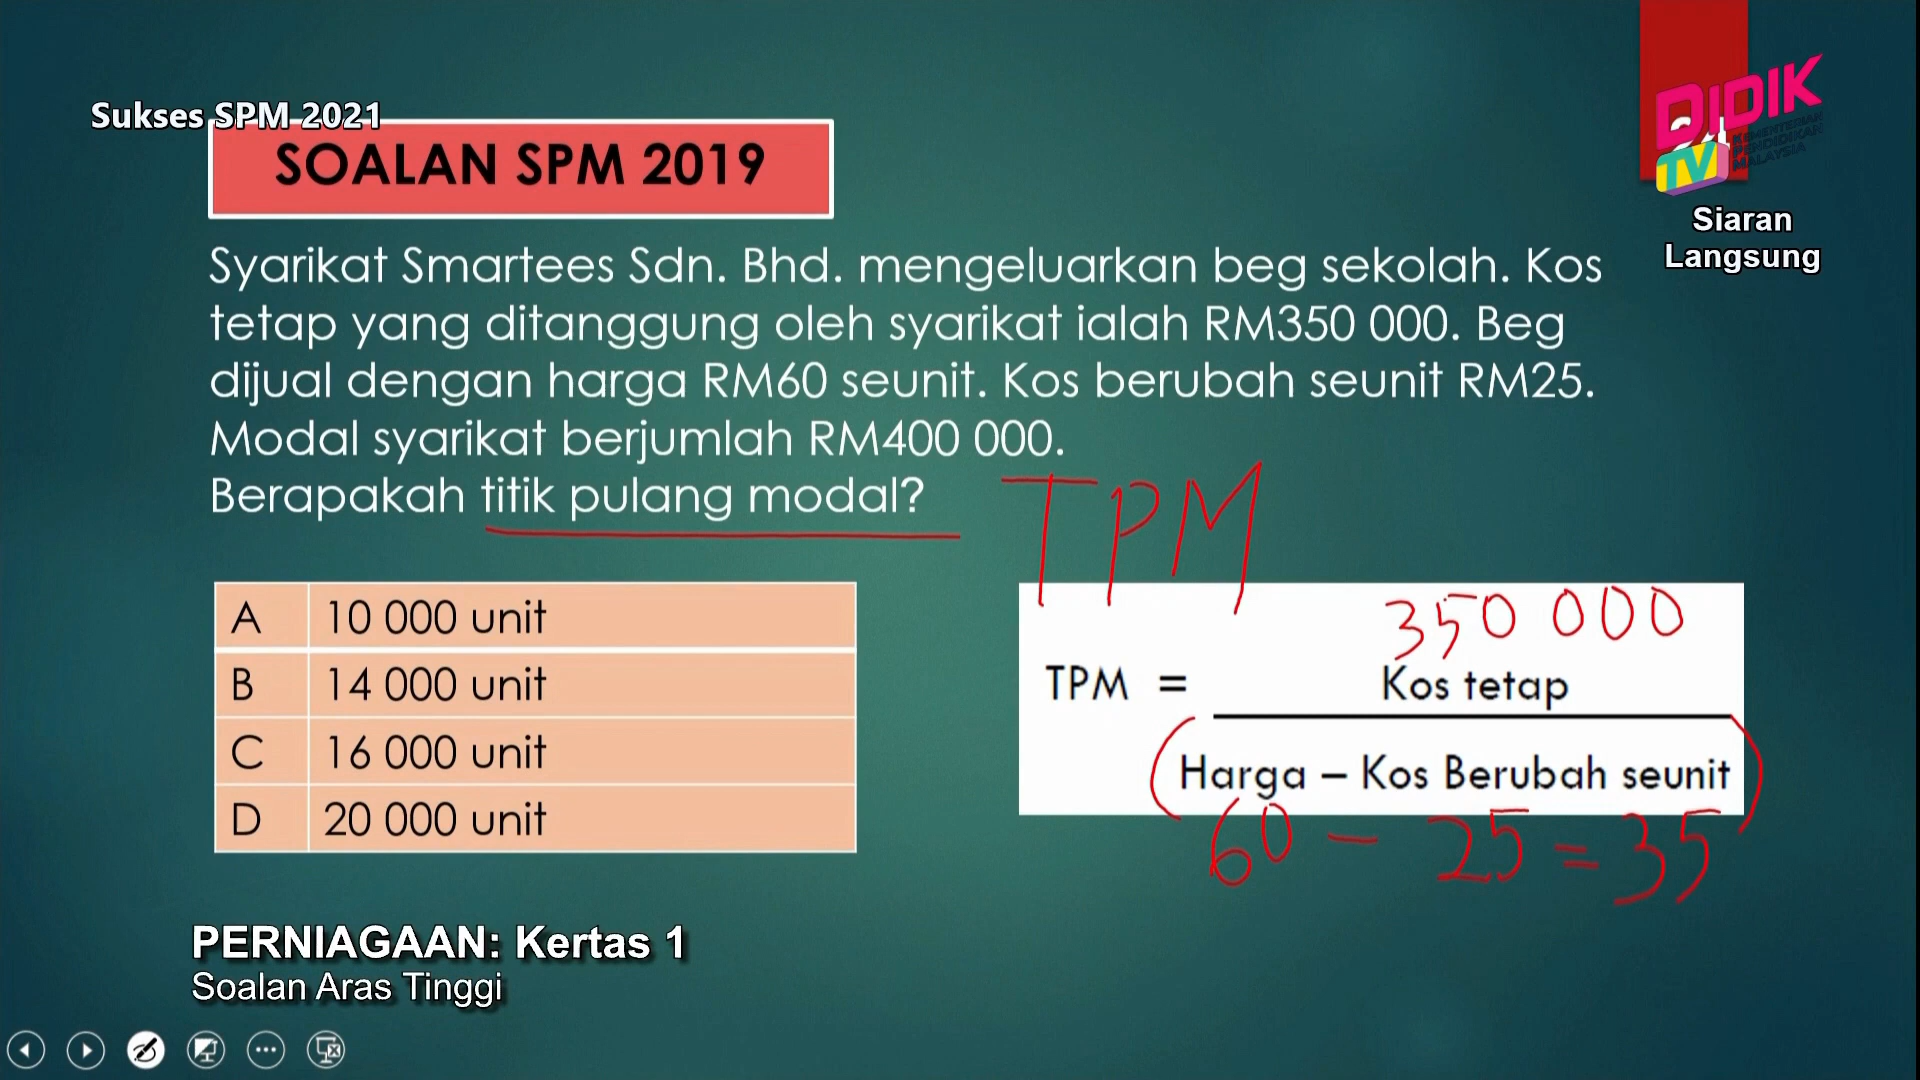 Sukses SPM 2021
SOALAN SPM 2019
DIDIK
TV
KEMENTERIAN
PENDIDIKAN
MALAYSIA
Siaran
Langsung
Syarikat Smartees Sdn. Bhd. mengeluarkan beg sekolah. Kos
tetap yang ditanggung oleh syarikat ialah RM350 000. Beg
dijual dengan harga RM60 seunit. Kos berubah seunit RM25.
Modal syarikat berjumlah RM400 000.
Berapakah titik pulang modal?
TPM
A 10 000 unit
B 14 000 unit
C 16 000 unit
D 20 000 unit
350 000
TPM = Kos tetap
(Harga – Kos Berubah seunit)
60 - 25 = 35
PERNIAGAAN: Kertas 1
Soalan Aras Tinggi